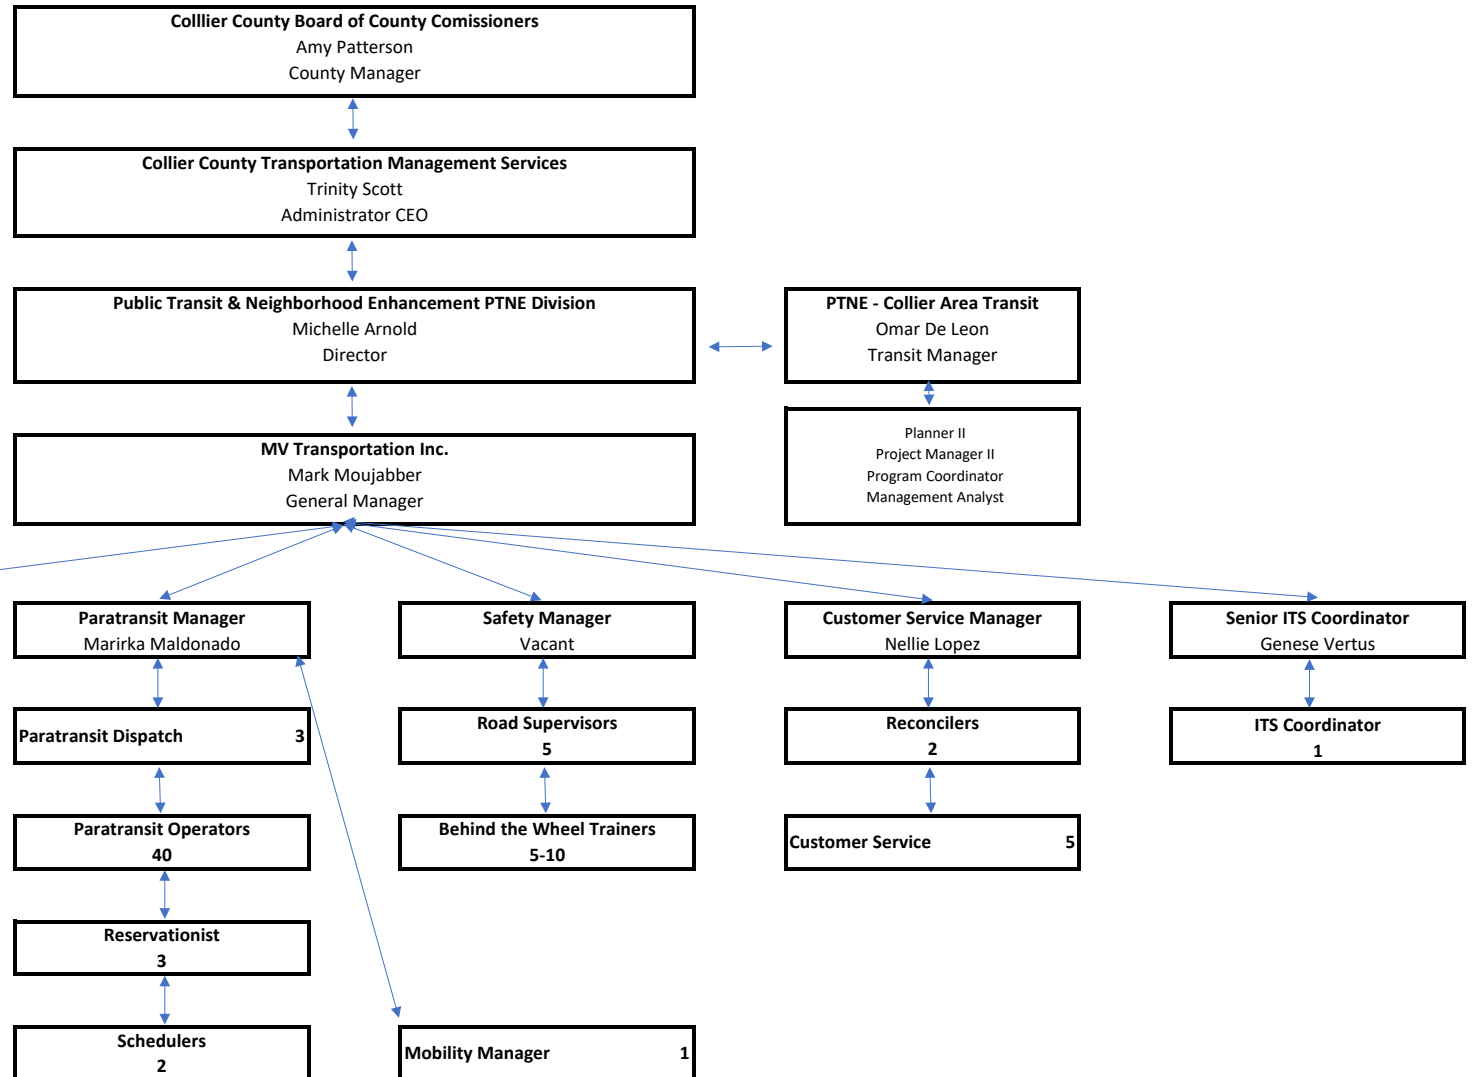 Colllier County Board of County Comissioners
Amy Patterson
County Manager
Collier County Transportation Management Services
Trinity Scott
Administrator CEO
Public Transit & Neighborhood Enhancement PTNE Division
Michelle Arnold
Director
PTNE - Collier Area Transit
Omar De Leon
Transit Manager
Planner II
Project Manager II
Program Coordinator
Management Analyst
MV Transportation Inc.
Mark Moujabber
General Manager
Paratransit Manager
Marirka Maldonado
Safety Manager
Vacant
Customer Service Manager
Nellie Lopez
Senior ITS Coordinator
Genese Vertus
Paratransit Dispatch 3
Road Supervisors
5
Reconcilers
2
ITS Coordinator
1
Paratransit Operators
40
Behind the Wheel Trainers
5-10
Customer Service 5
Reservationist
3
Schedulers
2
Mobility Manager 1